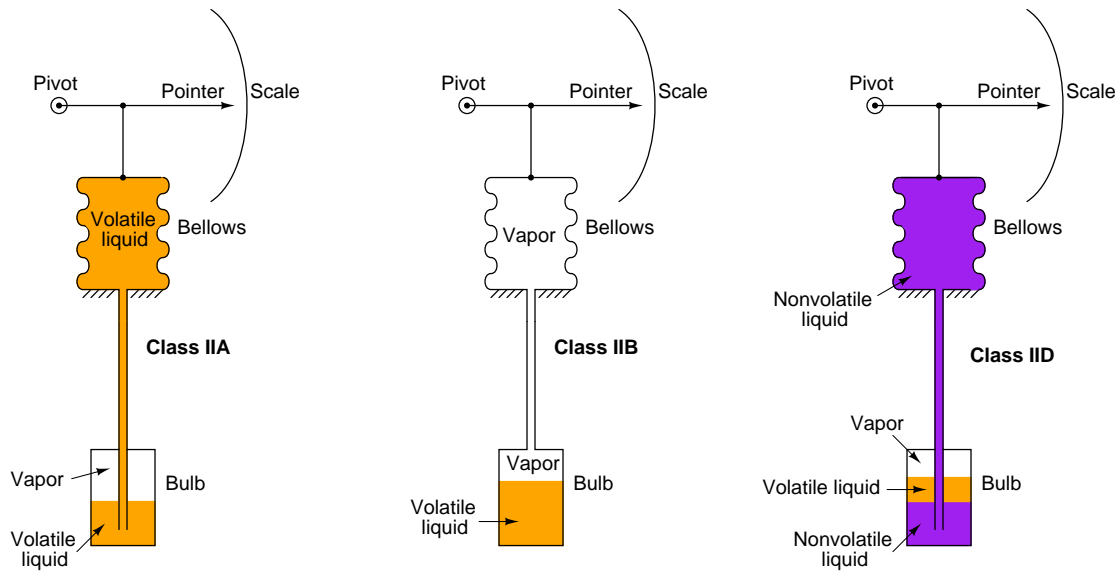 Pivot
Pointer
Scale
Volatile
liquid
Bellows
Class IIA
Vapor
Bulb
Volatile
liquid
Pivot
Pointer
Scale
Vapor
Bellows
Class IIB
Vapor
Bulb
Volatile
liquid
Pivot
Pointer
Scale
Bellows
Nonvolatile
liquid
Class IID
Vapor
Volatile liquid
Bulb
Nonvolatile
liquid